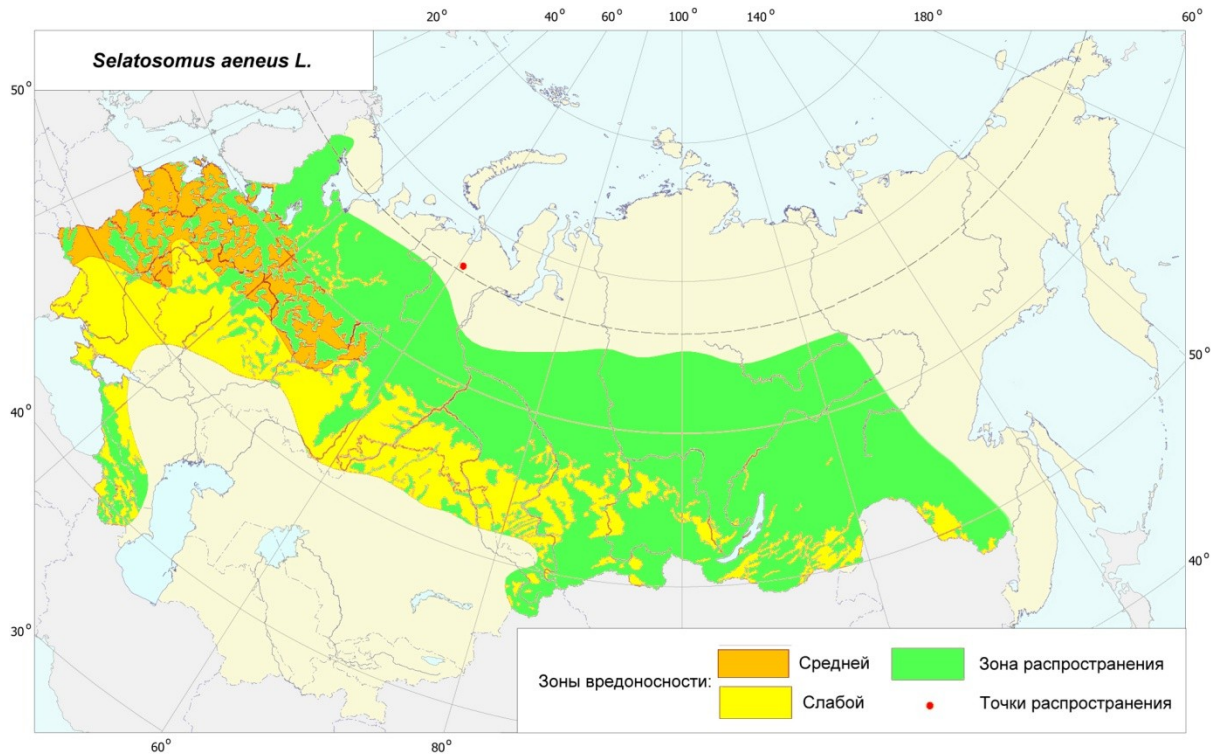 20° 40° 60° 100° 140° 180° 60°
Selatosomus aeneus L.
50°
50°
40°
40°
30°
Зоны вредоносности:
Средней
Слабой
Зона распространения
Точки распространения
60° 80°